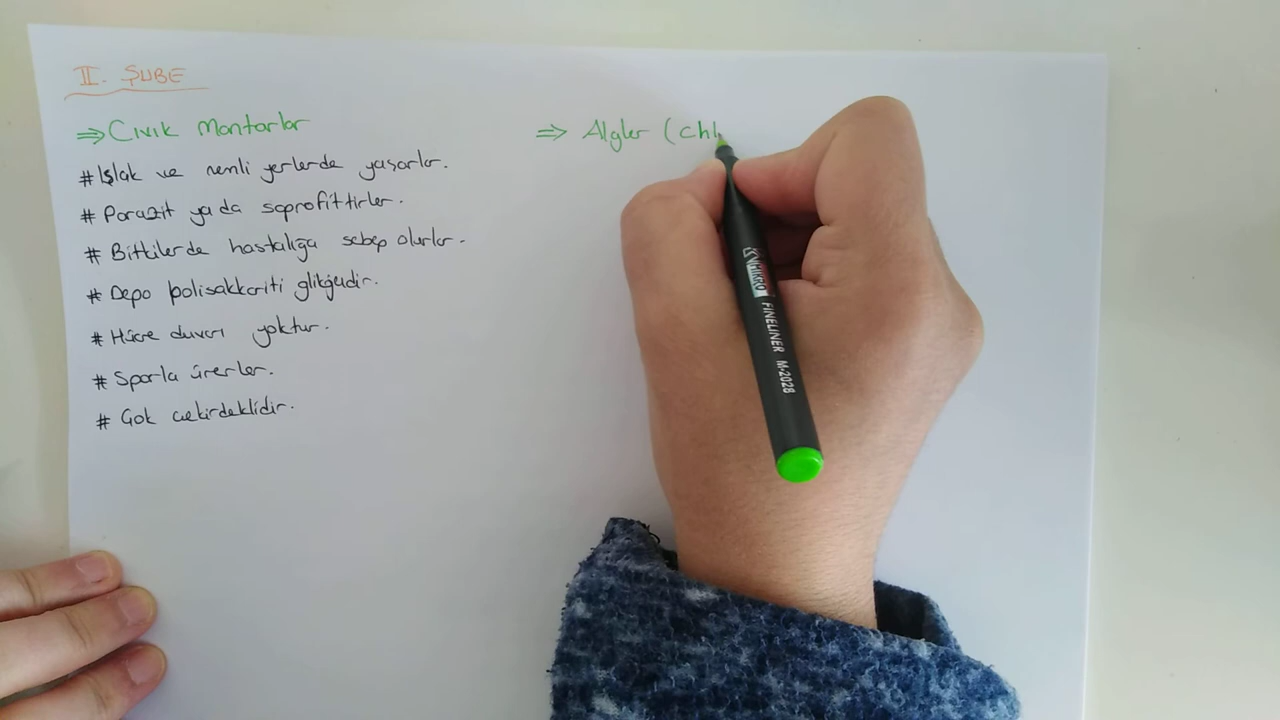 II. ŞUBE
⇒ Cıvık Mantarlar
# Islak ve nemli yerlerde yaşarlar.
# Parazit ya da saprofittirler.
# Bitkilerde hastalığa sebep olurlar.
# Depo polisakkariti glikojendir.
# Hücre duvarı yoktur.
# Sporla ürerler.
# Çok çekirdeklidir.
⇒ Algler (chl
MIKRO FINELINER M-2028